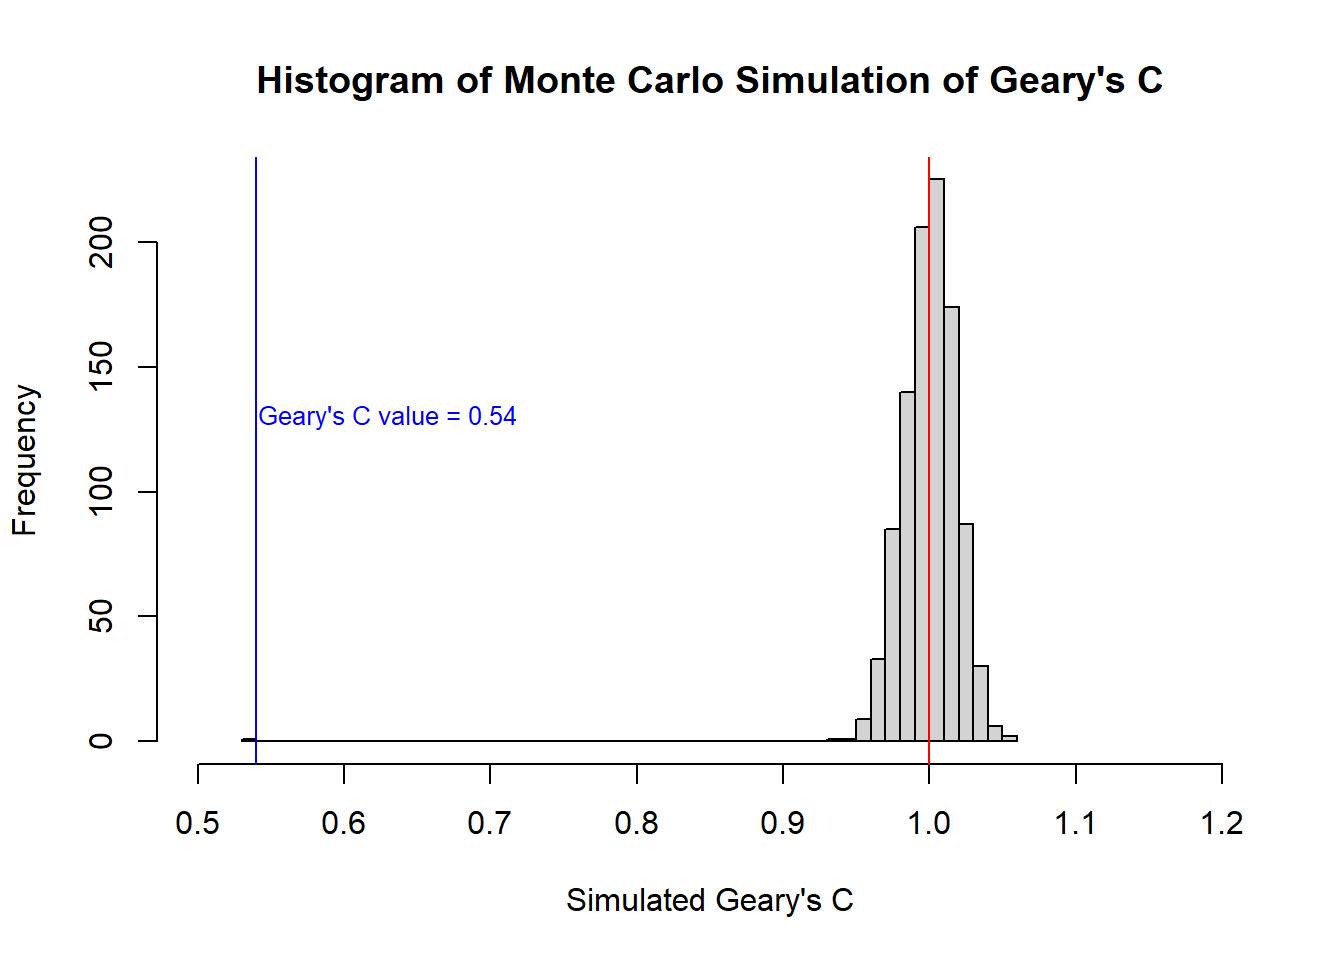 Histogram of Monte Carlo Simulation of Geary's C
Frequency
200
150
100
50
0
Geary's C value = 0.54
0.5 0.6 0.7 0.8 0.9 1.0 1.1 1.2
Simulated Geary's C